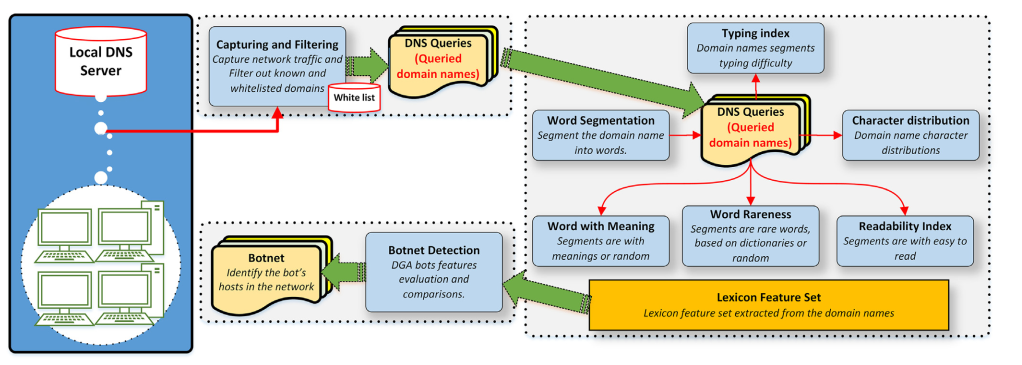 Local DNS
Server
Capturing and Filtering
Capture network traffic and
Filter out known and
whitelisted domains
White list
DNS Queries
(Queried
domain names)
Typing index
Domain names segments
typing difficulty
Word Segmentation
Segment the domain name
into words.
DNS Queries
(Queried
domain names)
Character distribution
Domain name character
distributions
Word with Meaning
Segments are with
meanings or random
Word Rareness
Segments are rare words,
based on dictionaries or
random
Readability Index
Segments are with easy to
read
Lexicon Feature Set
Lexicon feature set extracted from the domain names
Botnet Detection
DGA bots features
evaluation and
comparisons.
Botnet
Identify the bot's
hosts in the network